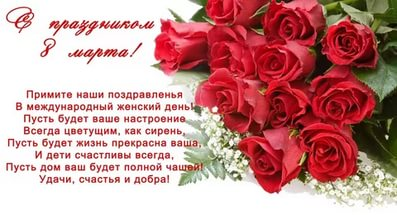 С праздником
8 марта!
Примите наши поздравленья
В международный женский день!
Пусть будет ваше настроение
Всегда цветущим, как сирень,
Пусть будет жизнь прекрасна ваша,
И дети счастливы всегда,
Пусть дом ваш будет полной чашей!
Удачи, счастья и добра!